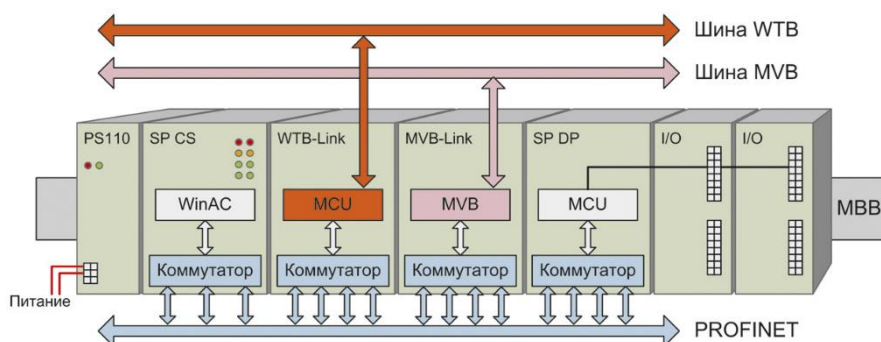 Шина WTB
Шина MVB
PS110
SP CS
WTB-Link
MVB-Link
SP DP
I/O
I/O
WinAC
MCU
MVB
MCU
MBB
Коммутатор
Коммутатор
Коммутатор
Коммутатор
Питание
PROFINET